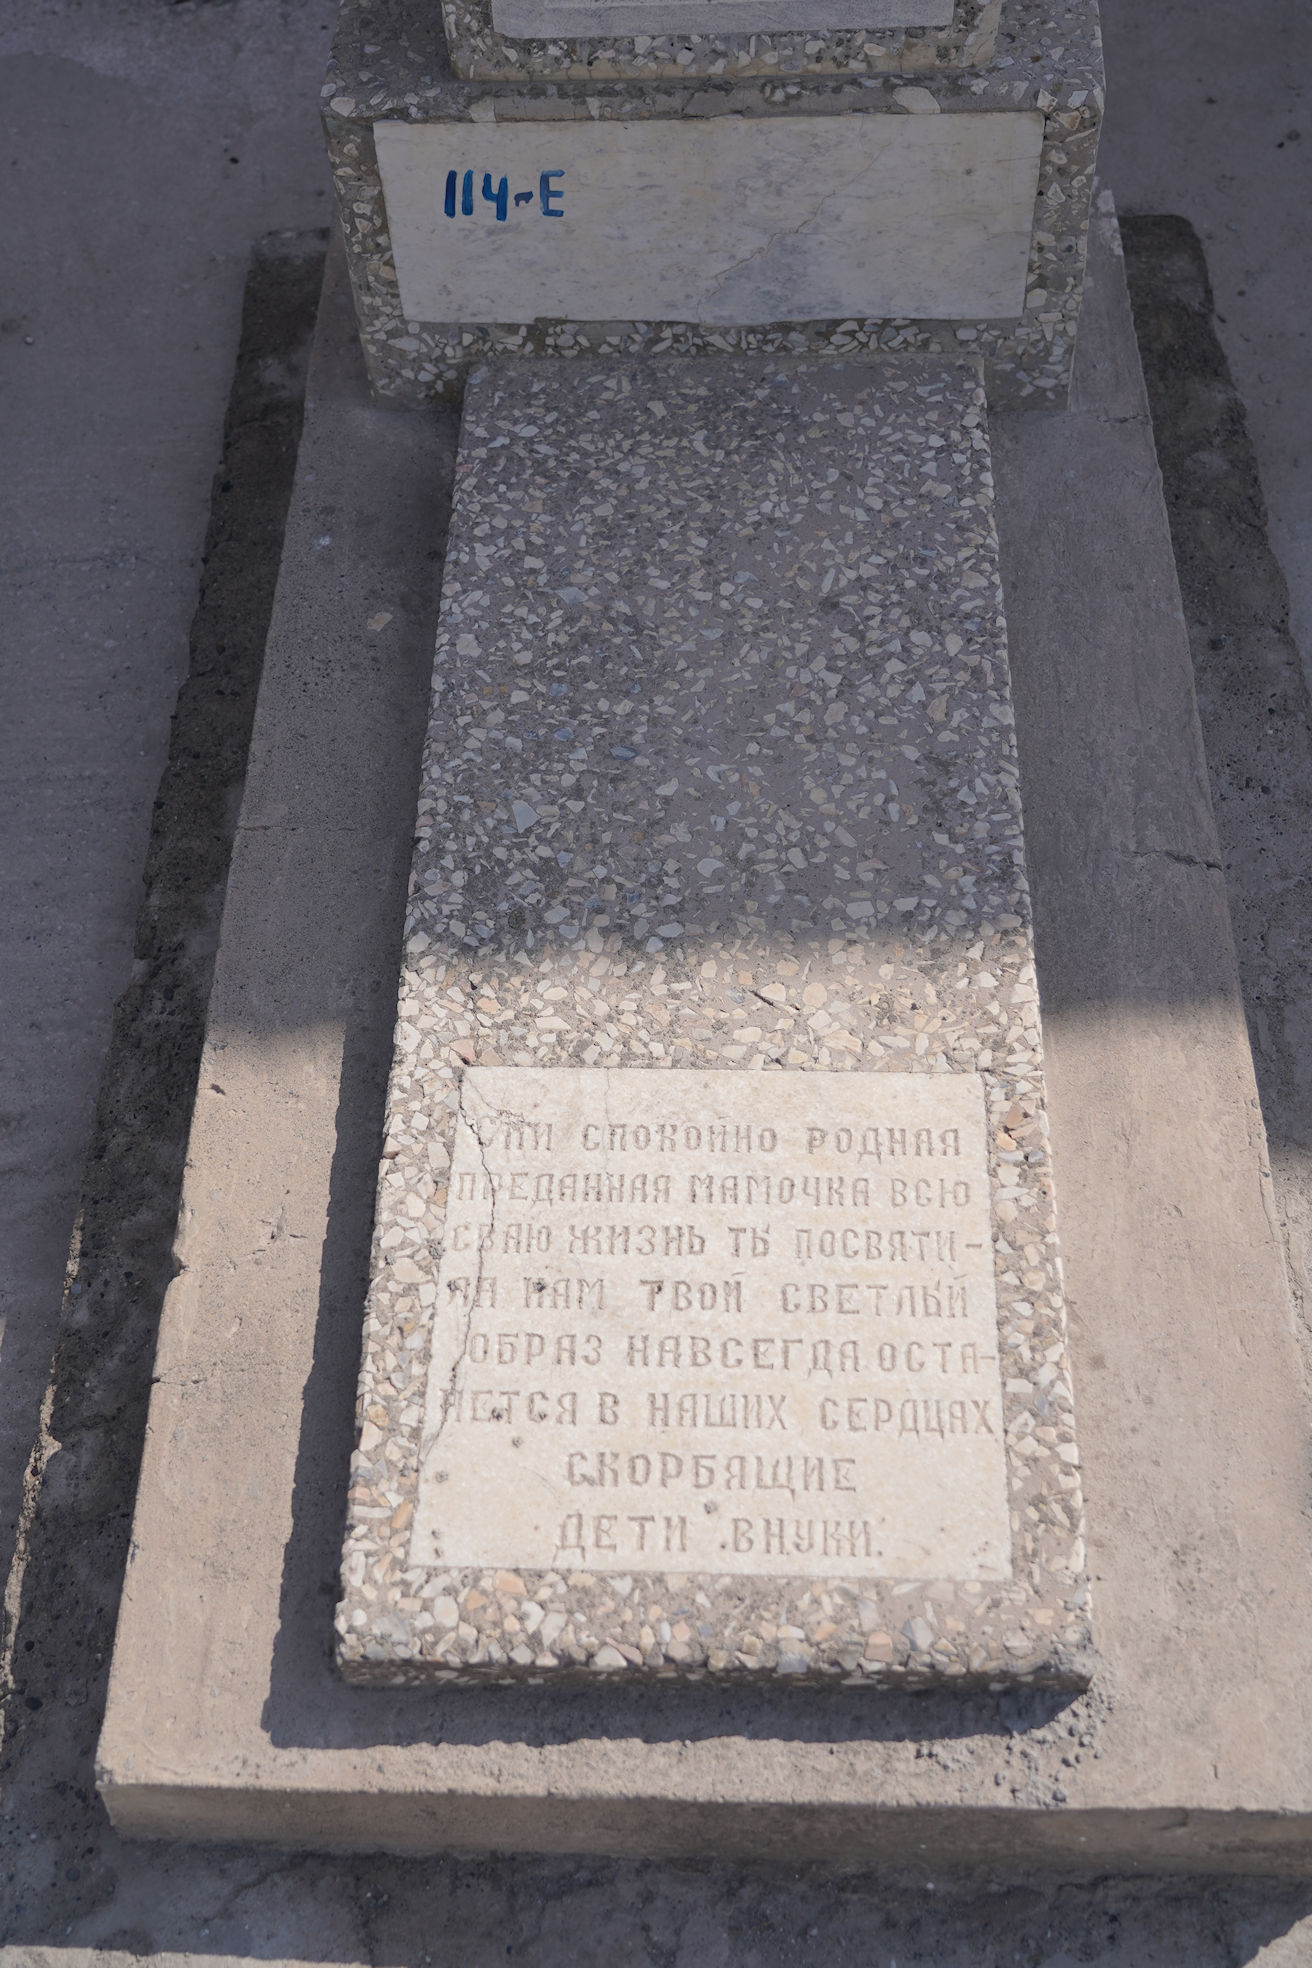 114-Е
СПИ СПОКОЙНО РОДНАЯ
ПРЕДАННАЯ МАМОЧКА ВСЮ
СВАЮ ЖИЗНЬ ТЬ ПОСВЯТИ-
ЛА НАМ ТВОЙ СВЕТЛЫЙ
ОБРАЗ НАВСЕГДА ОСТА-
НЕТСЯ В НАШИХ СЕРДЦАХ
СКОРБЯЩИЕ
ДЕТИ .ВНУКИ.